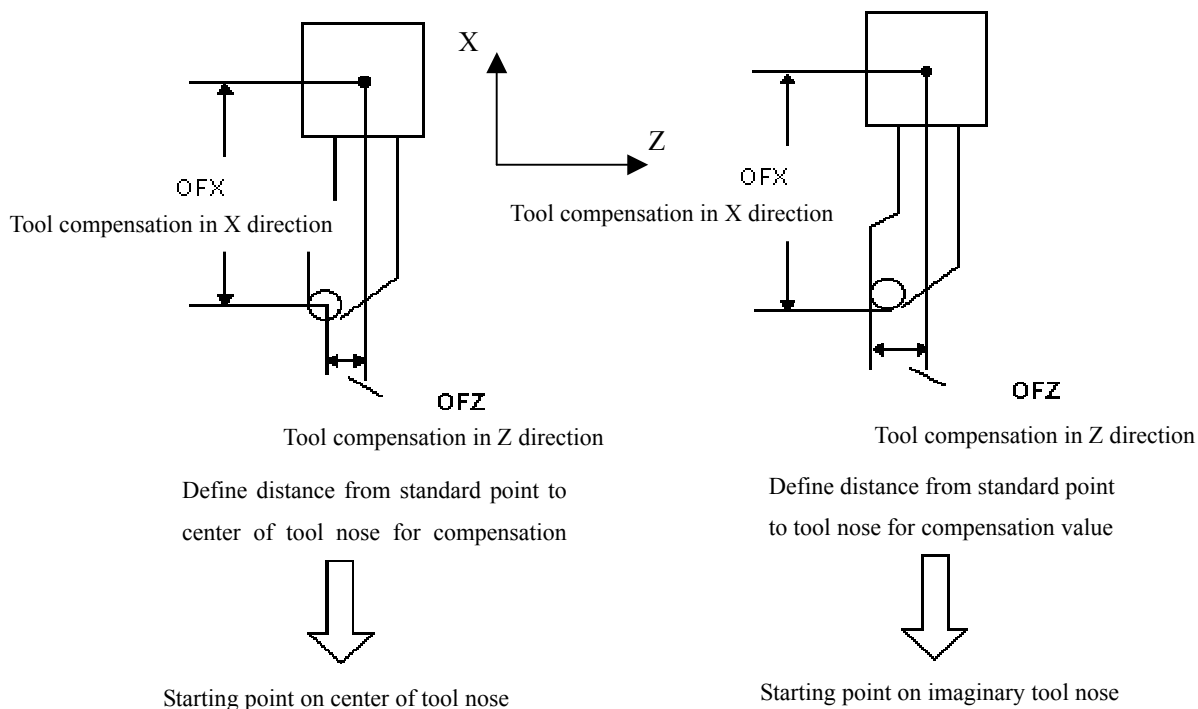 X
Z
OFX
Tool compensation in X direction
OFZ
Tool compensation in Z direction
Define distance from standard point to
center of tool nose for compensation
Starting point on center of tool nose
OFX
Tool compensation in X direction
OFZ
Tool compensation in Z direction
Define distance from standard point
to tool nose for compensation value
Starting point on imaginary tool nose